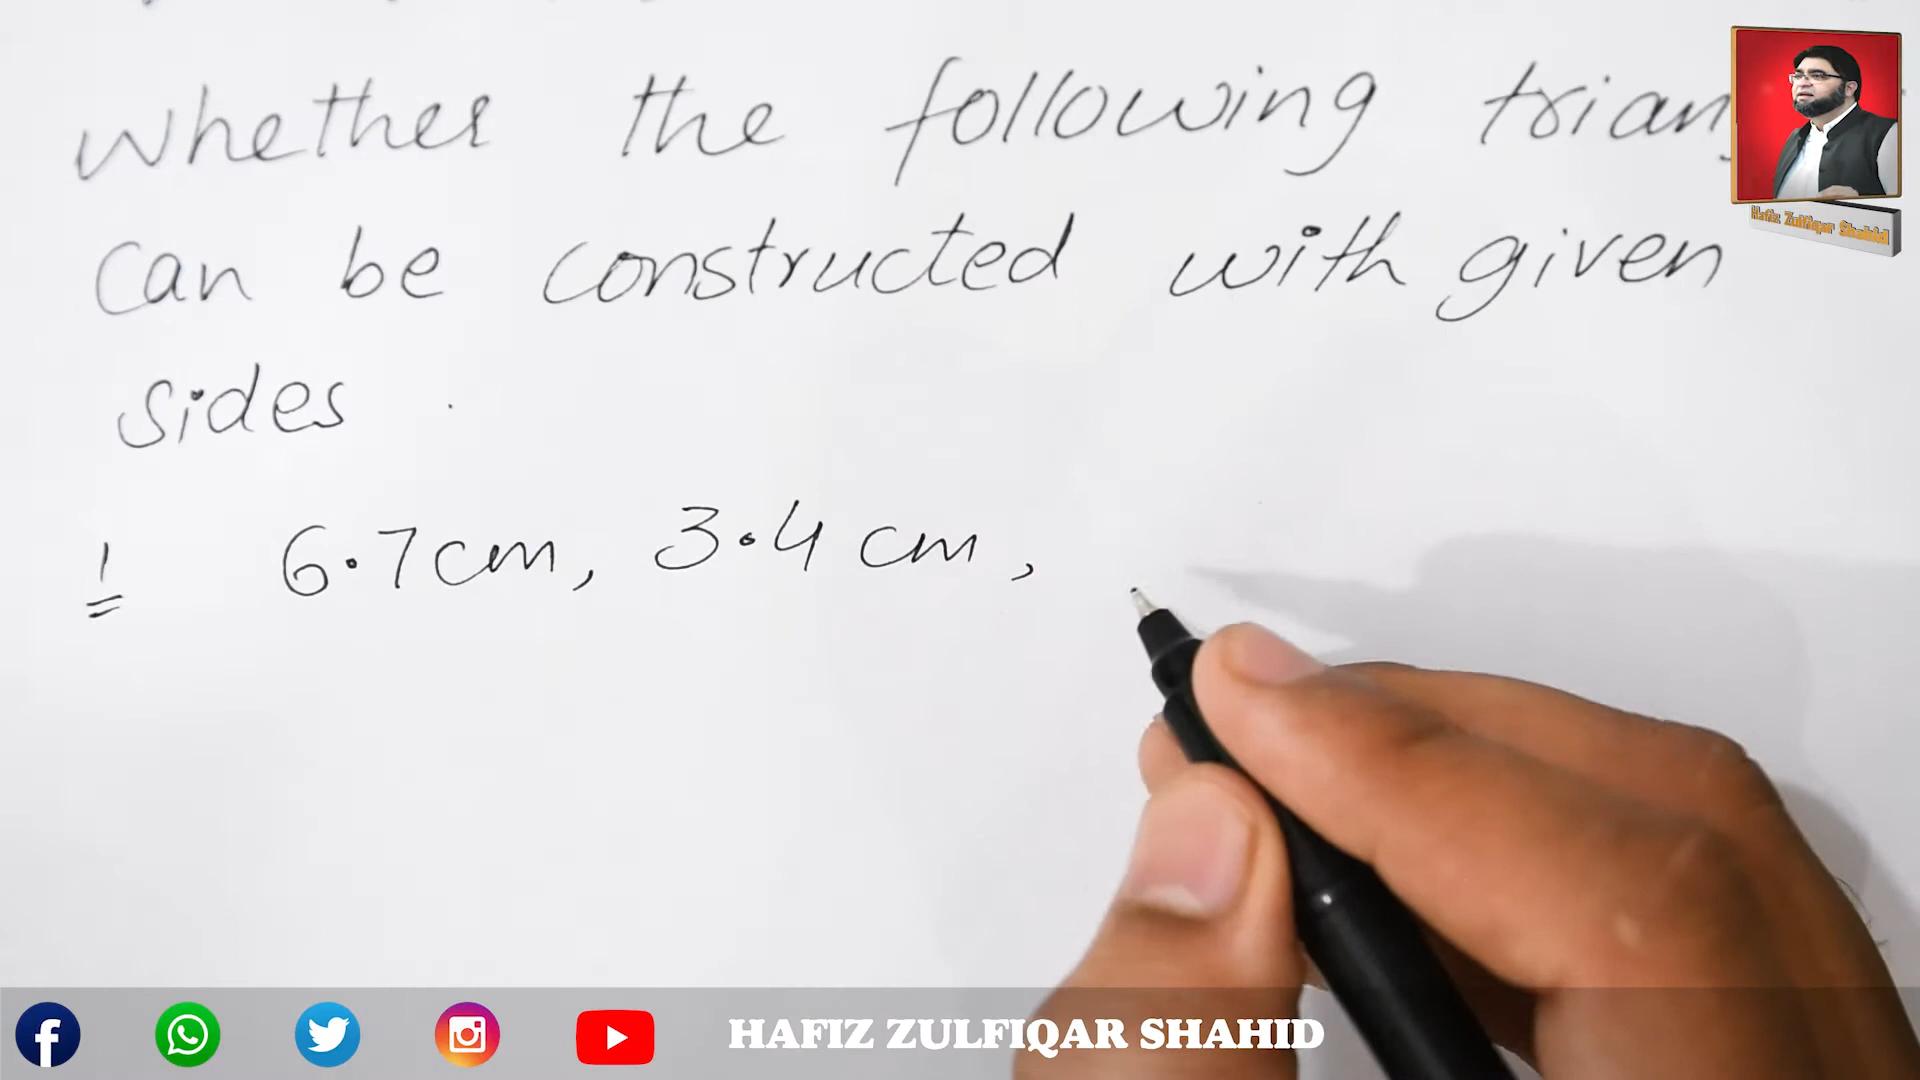 whether the following trian
can be constructed with given
sides .
1 6.7cm, 3.4 cm,
Hafiz Zulfiqar Shahid
HAFIZ ZULFIQAR SHAHID